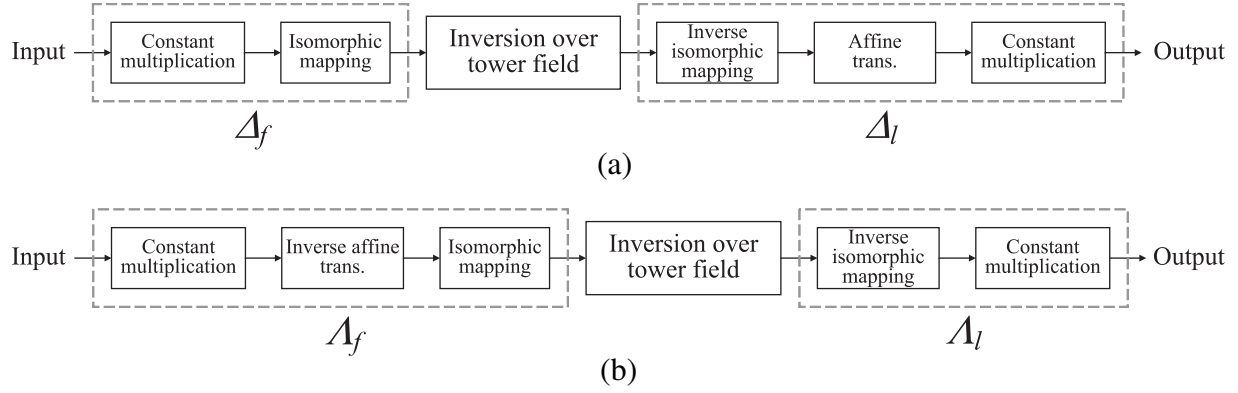 Input
Constant
multiplication
Isomorphic
mapping
Inversion over
tower field
Inverse
isomorphic
mapping
Affine
trans.
Constant
multiplication
Output
Δf
Δl
(a)
Input
Constant
multiplication
Inverse affine
trans.
Isomorphic
mapping
Inversion over
tower field
Inverse
isomorphic
mapping
Constant
multiplication
Output
Λf
Λl
(b)